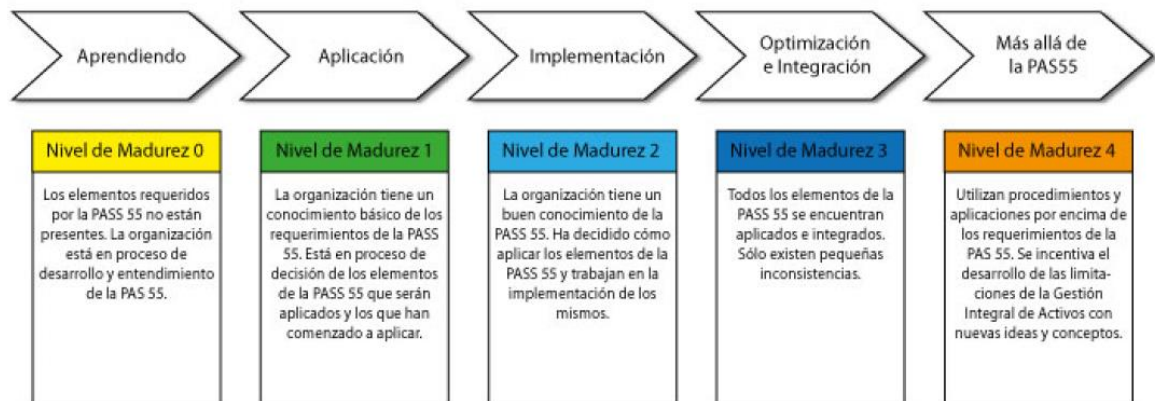 Aprendiendo
Aplicación
Implementación
Optimización
e Integración
Más allá de
la PAS55
Nivel de Madurez 0
Los elementos requeridos
por la PASS 55 no están
presentes. La organización
está en proceso de
desarrollo y entendimiento
de la PAS 55.
Nivel de Madurez 1
La organización tiene un
conocimiento básico de los
requerimientos de la PASS
55. Está en proceso de
decisión de los elementos
de la PASS 55 que serán
aplicados y los que han
comenzado a aplicar.
Nivel de Madurez 2
La organización tiene un
buen conocimiento de la
PASS 55. Ha decidido cómo
aplicar los elementos de la
PASS 55 y trabajan en la
implementación de los
mismos.
Nivel de Madurez 3
Todos los elementos de la
PASS 55 se encuentran
aplicados e integrados.
Sólo existen pequeñas
inconsistencias.
Nivel de Madurez 4
Utilizan procedimientos y
aplicaciones por encima de
los requerimientos de la
PAS 55. Se incentiva el
desarrollo de las limita-
ciones de la Gestión
Integral de Activos con
nuevas ideas y conceptos.